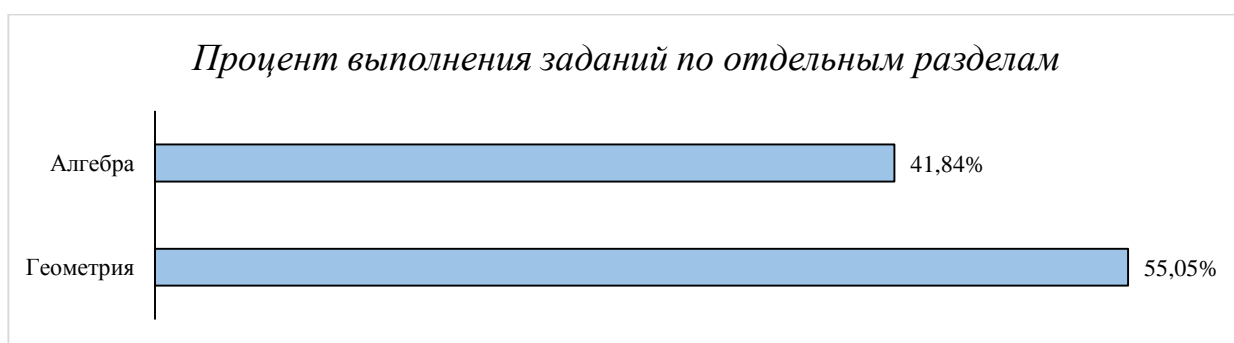 Процент выполнения заданий по отдельным разделам
Алгебра
41,84%
Геометрия
55,05%